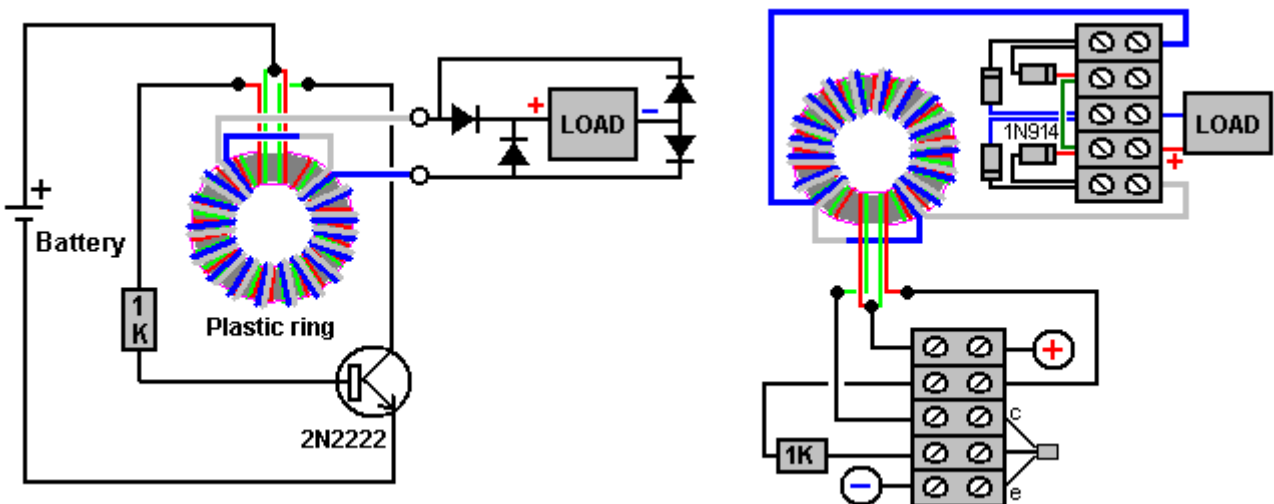 +
Battery
1
K
Plastic ring
2N2222
+
LOAD
−
1N914
LOAD
+
+
c
1K
−
e